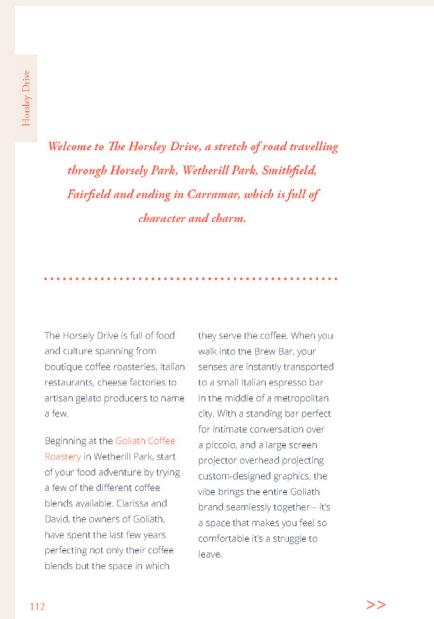 Horsley Drive
Welcome to The Horsley Drive, a stretch of road travelling
through Horsely Park, Wetherill Park, Smithfield,
Fairfield and ending in Carramar, which is full of
character and charm.
The Horsely Drive is full of food
and culture spanning from
boutique coffee roasteries, Italian
restaurants, cheese factories to
artisan gelato producers to name
a few.
Beginning at the Goliath Coffee
Roastery in Wetherill Park, start
of your food adventure by trying
a few of the different coffee
blends available. Clarissa and
David, the owners of Goliath,
have spent the last few years
perfecting not only their coffee
blends but the space in which
they serve the coffee. When you
walk into the Brew Bar, your
senses are instantly transported
to a small Italian espresso bar
in the middle of a metropolitan
city. With a standing bar perfect
for intimate conversation over
a piccolo, and a large screen
projector overhead projecting
custom-designed graphics, the
vibe brings the entire Goliath
brand seamlessly together – it's
a space that makes you feel so
comfortable it's a struggle to
leave.
112
>>